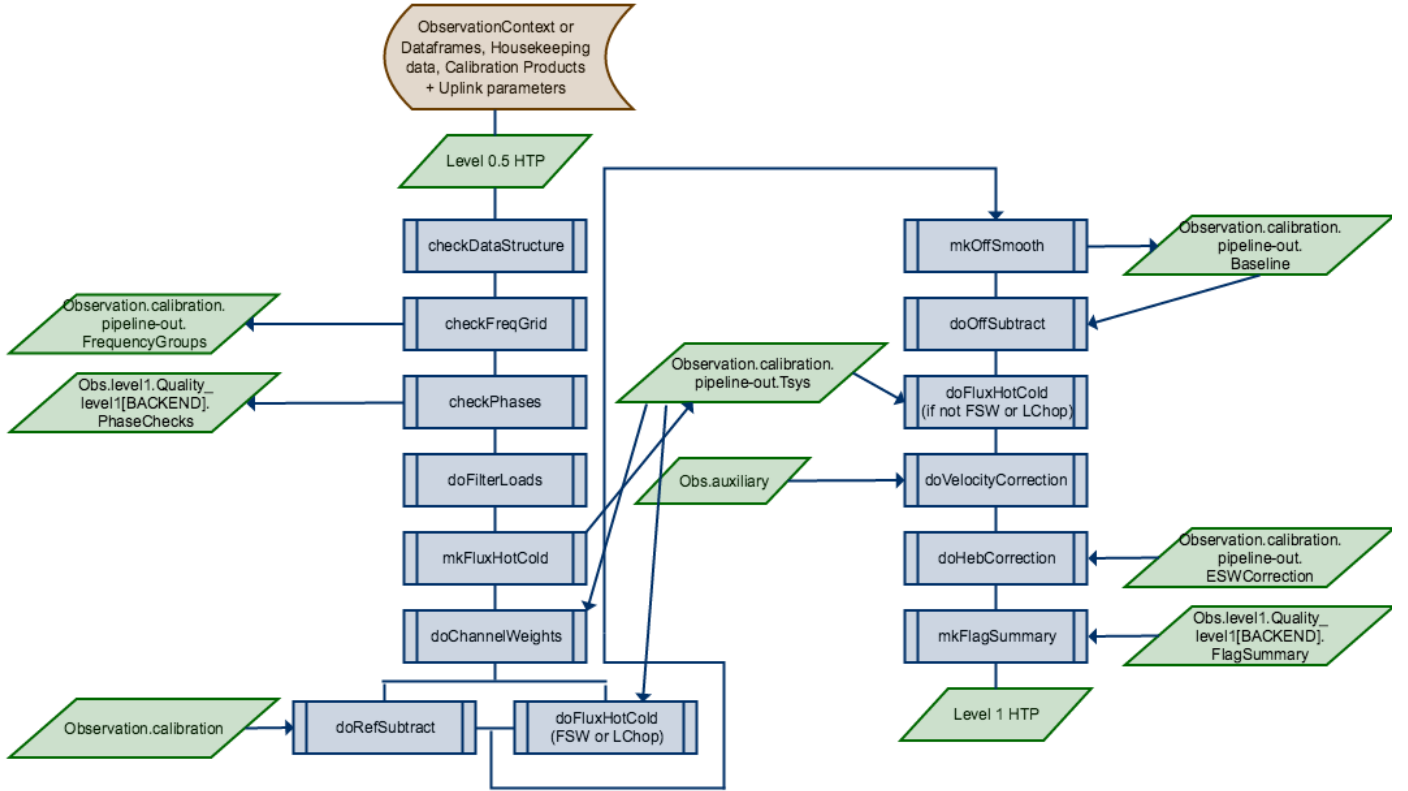 ObservationContext or
Dataframes, Housekeeping
data, Calibration Products
+ Uplink parameters
Level 0.5 HTP
checkDataStructure
Observation.calibration.
pipeline-out.
FrequencyGroups
checkFreqGrid
Obs.level1.Quality_
level1[BACKEND].
PhaseChecks
checkPhases
doFilterLoads
mkFluxHotCold
doChannelWeights
Observation.calibration
doRefSubtract
doFluxHotCold
(FSW or LChop)
Observation.calibration.
pipeline-out.Tsys
Obs.auxiliary
mkOffSmooth
Observation.calibration.
pipeline-out.
Baseline
doOffSubtract
doFluxHotCold
(if not FSW or LChop)
doVelocityCorrection
doHebCorrection
Observation.calibration.
pipeline-out.
ESWCorrection
mkFlagSummary
Obs.level1.Quality_
level1[BACKEND].
FlagSummary
Level 1 HTP